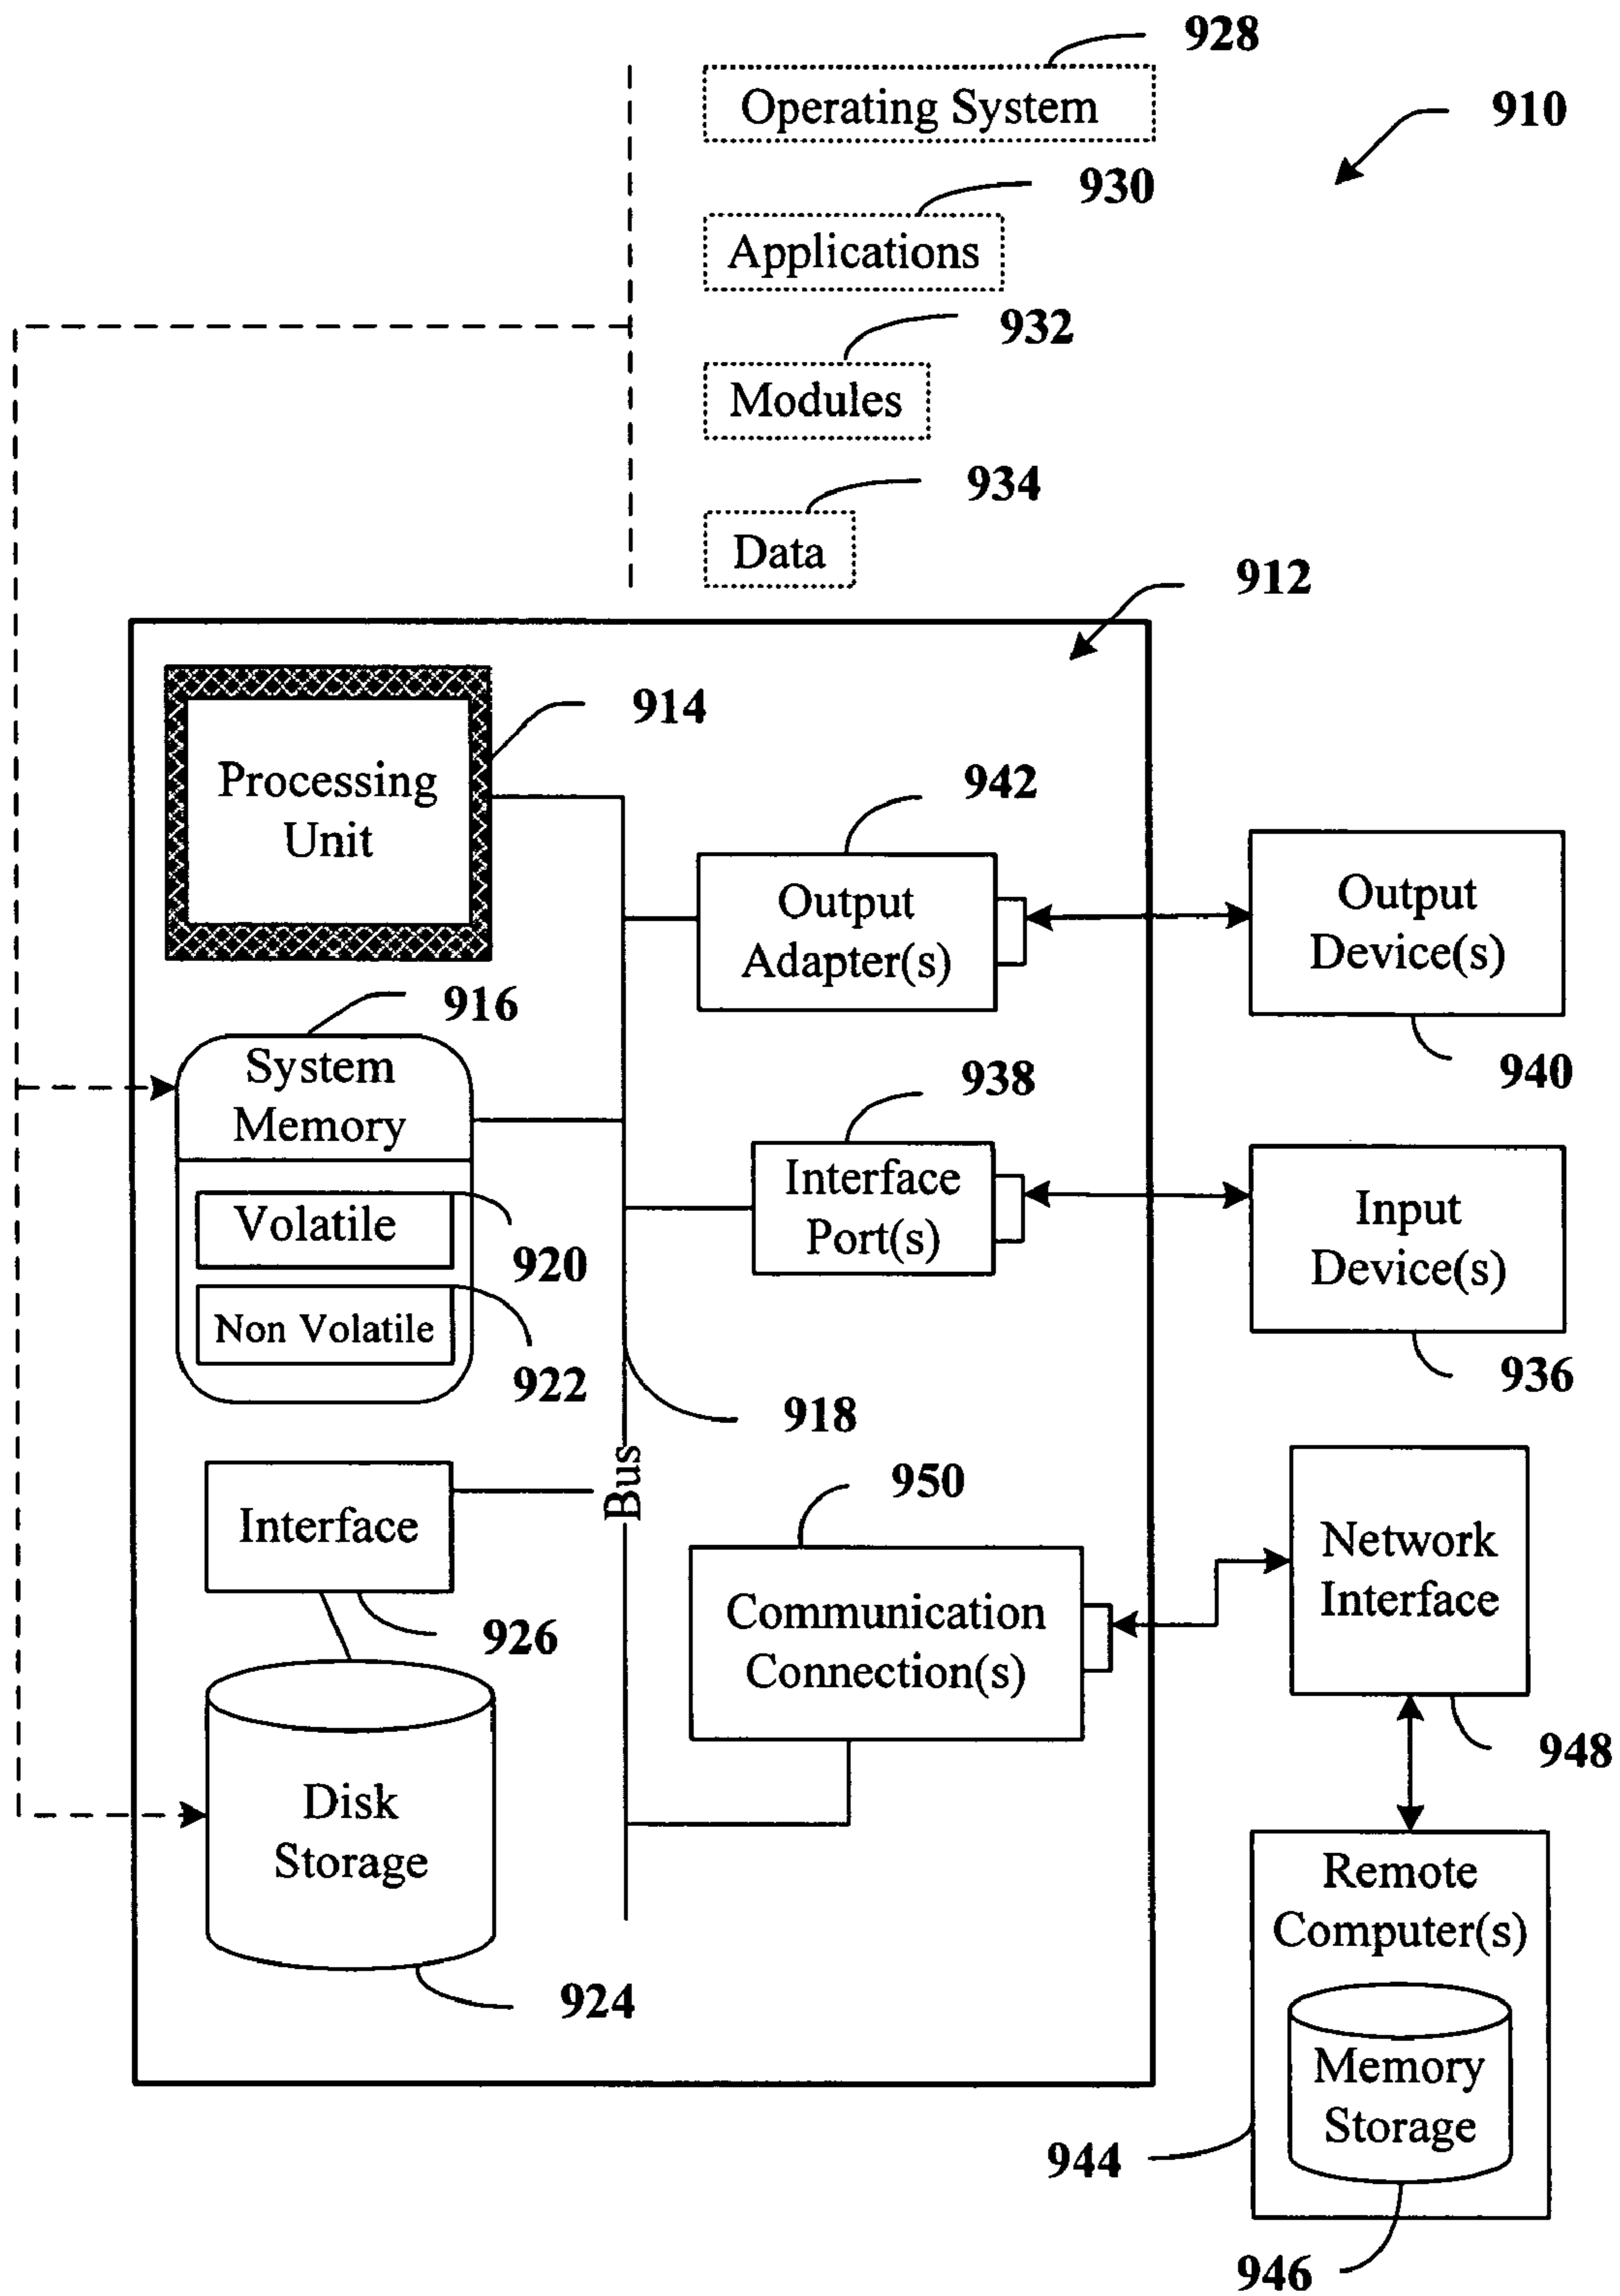 928
Operating System
910
930
Applications
932
Modules
934
Data
912
914
Processing
Unit
942
Output
Adapter(s)
Output
Device(s)
940
916
System
Memory
938
Interface
Port(s)
Input
Device(s)
936
Volatile
920
Non Volatile
922
918
Bus
950
Interface
926
Communication
Connection(s)
Network
Interface
948
Disk
Storage
924
Remote
Computer(s)
Memory
Storage
944
946